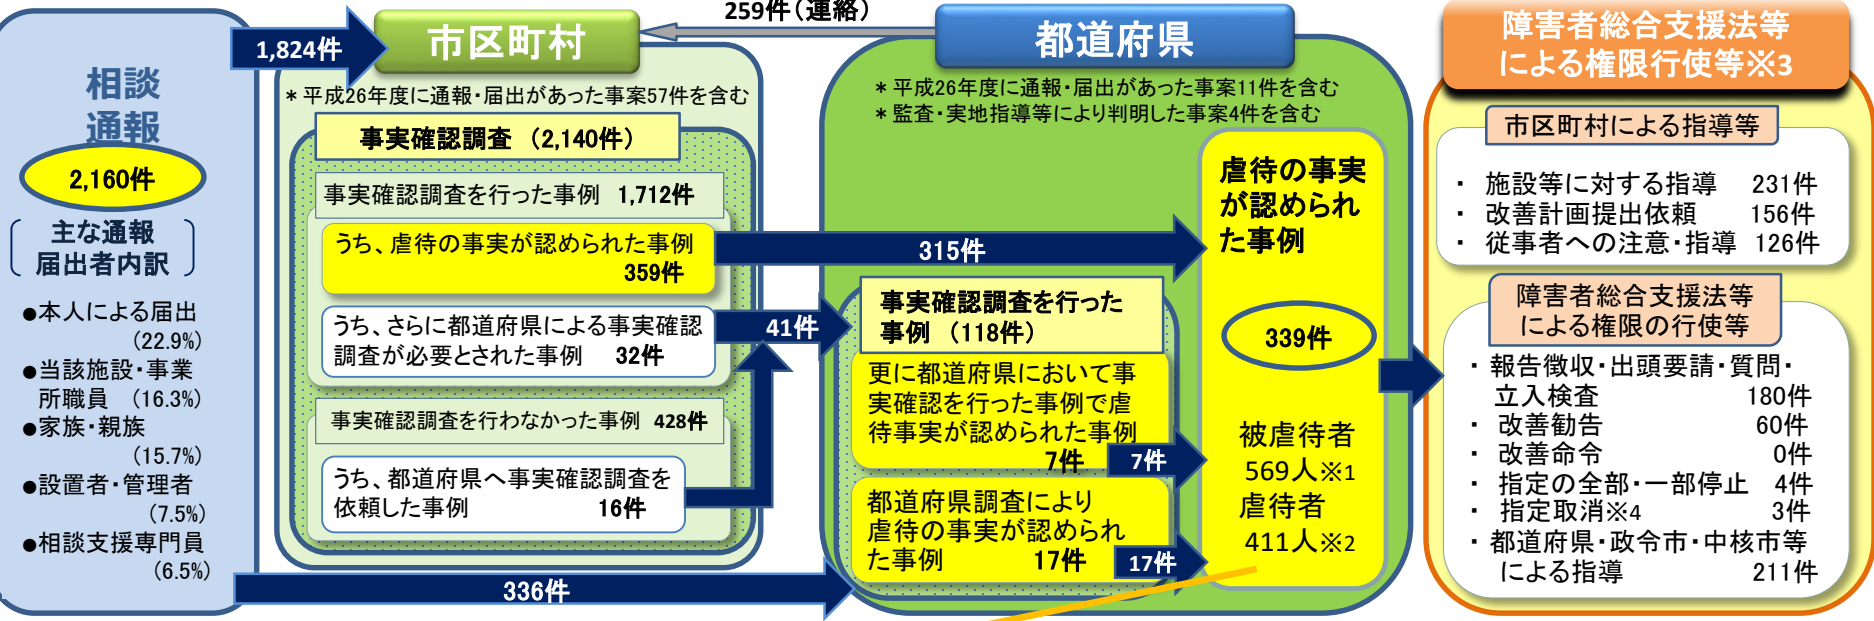 相談
通報
2,160件
主な通報
届出者内訳
●本人による届出
(22.9%)
●当該施設・事業
所職員 (16.3%)
●家族・親族
(15.7%)
●設置者・管理者
(7.5%)
●相談支援専門員
(6.5%)
1,824件
336件
市区町村
259件(連絡)
＊平成26年度に通報・届出があった事案57件を含む
事実確認調査 (2,140件)
事実確認調査を行った事例 1,712件
うち、虐待の事実が認められた事例
359件
うち、さらに都道府県による事実確認
調査が必要とされた事例 32件
事実確認調査を行わなかった事例 428件
うち、都道府県へ事実確認調査を
依頼した事例 16件
315件
41件
都道府県
＊平成26年度に通報・届出があった事案11件を含む
＊監査・実地指導等により判明した事案4件を含む
事実確認調査を行った
事例 (118件)
更に都道府県において事
実確認を行った事例で虐
待事実が認められた事例
7件
7件
都道府県調査により
虐待の事実が認められ
た事例 17件
17件
虐待の事実
が認められ
た事例
339件
被虐待者
569人※1
虐待者
411人※2
障害者総合支援法等
による権限行使等※3
市区町村による指導等
・ 施設等に対する指導 231件
・ 改善計画提出依頼 156件
・ 従事者への注意・指導 126件
障害者総合支援法等
による権限の行使等
・ 報告徴収・出頭要請・質問・
立入検査 180件
・ 改善勧告 60件
・ 改善命令 0件
・ 指定の全部・一部停止 4件
・ 指定取消※4 3件
・ 都道府県・政令市・中核市等
による指導 211件